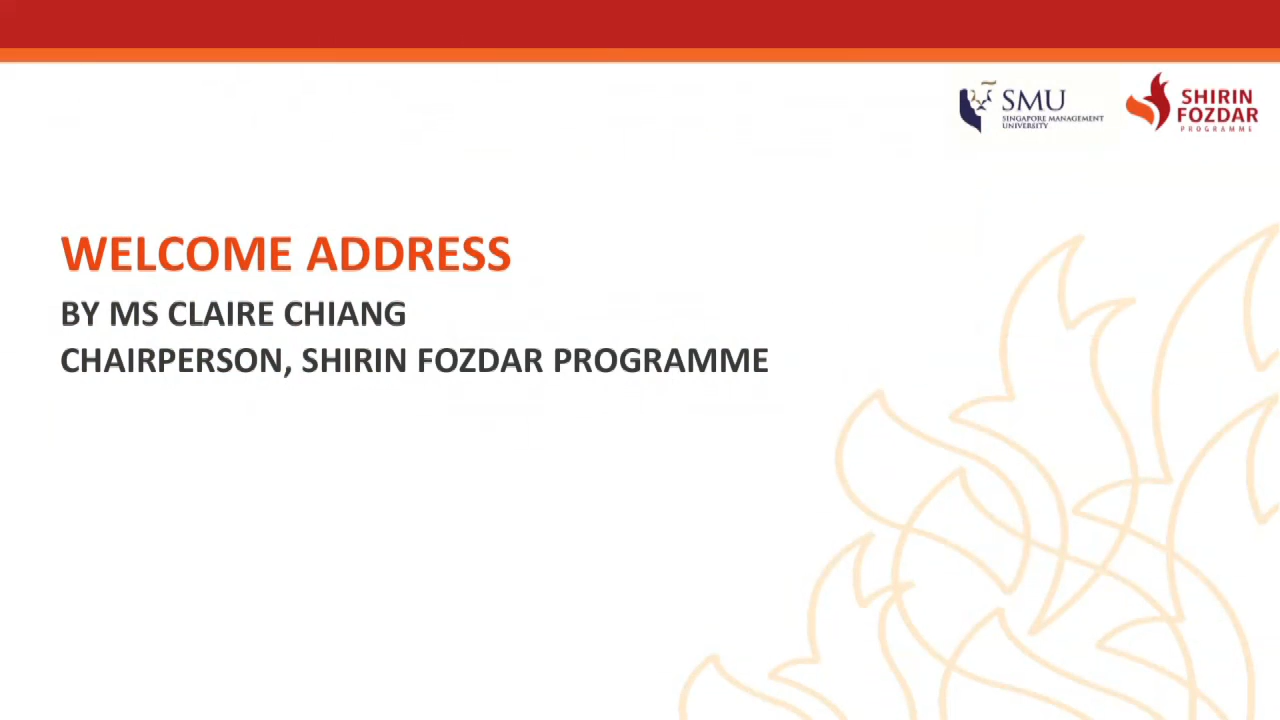 SMU
SINGAPORE MANAGEMENT
UNIVERSITY
SHIRIN
FOZDAR
PROGRAMME
WELCOME ADDRESS
BY MS CLAIRE CHIANG
CHAIRPERSON, SHIRIN FOZDAR PROGRAMME